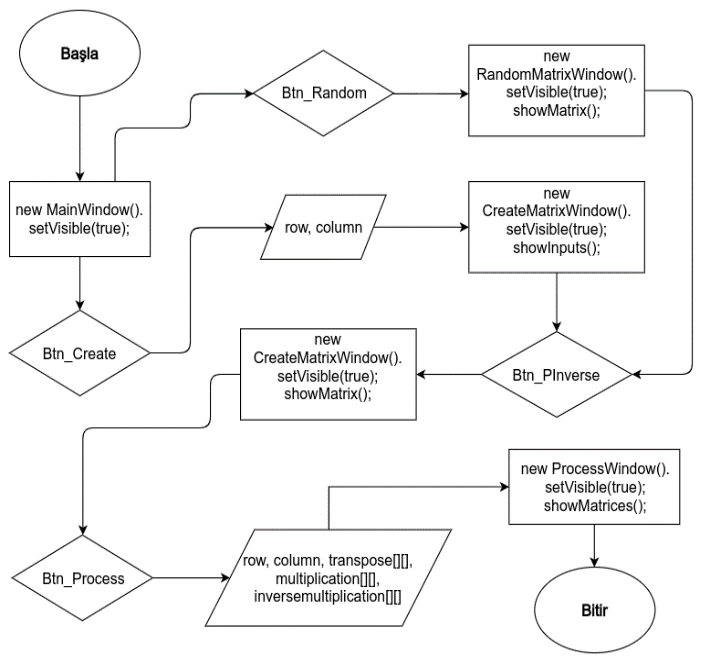 Başla
new MainWindow().
setVisible(true);
Btn_Random
new
RandomMatrixWindow().
setVisible(true);
showMatrix();
Btn_Create
row, column
new
CreateMatrixWindow().
setVisible(true);
showInputs();
Btn_PInverse
new
CreateMatrixWindow().
setVisible(true);
showMatrix();
Btn_Process
row, column, transpose[][],
multiplication[][],
inversemultiplication[][]
new ProcessWindow().
setVisible(true);
showMatrices();
Bitir